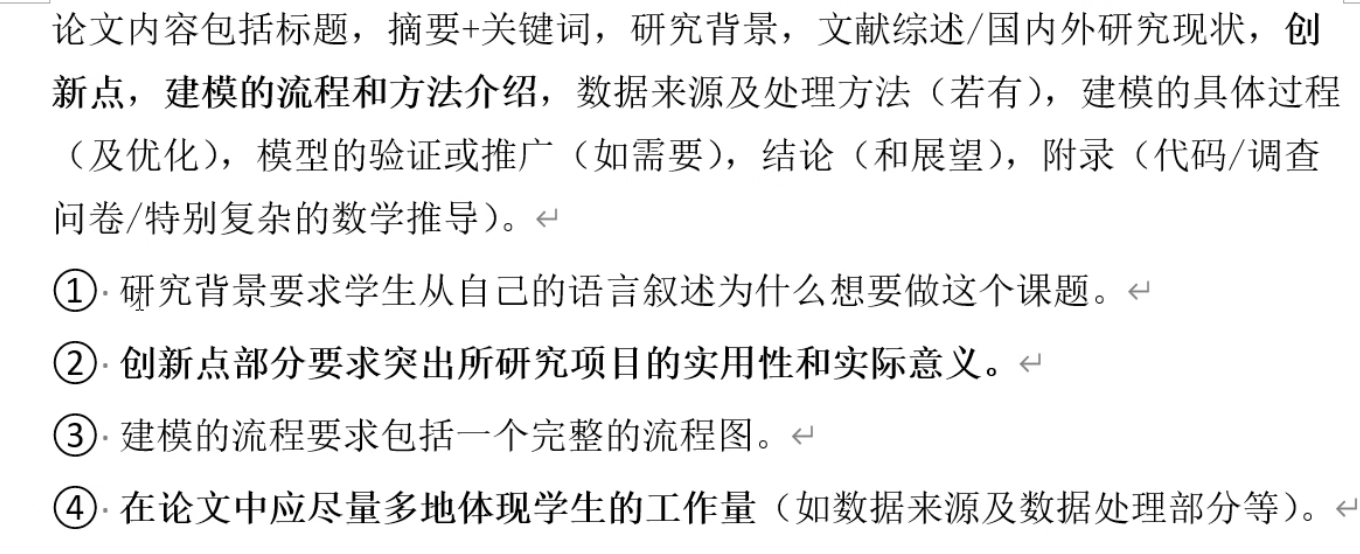 论文内容包括标题，摘要+关键词，研究背景，文献综述/国内外研究现状，创
新点，建模的流程和方法介绍，数据来源及处理方法（若有），建模的具体过程
（及优化），模型的验证或推广（如需要），结论（和展望），附录（代码/调查
问卷/特别复杂的数学推导）。↵
①· 研究背景要求学生从自己的语言叙述为什么想要做这个课题。↵
②· 创新点部分要求突出所研究项目的实用性和实际意义。↵
③· 建模的流程要求包括一个完整的流程图。↵
④· 在论文中应尽量多地体现学生的工作量（如数据来源及数据处理部分等）。↵